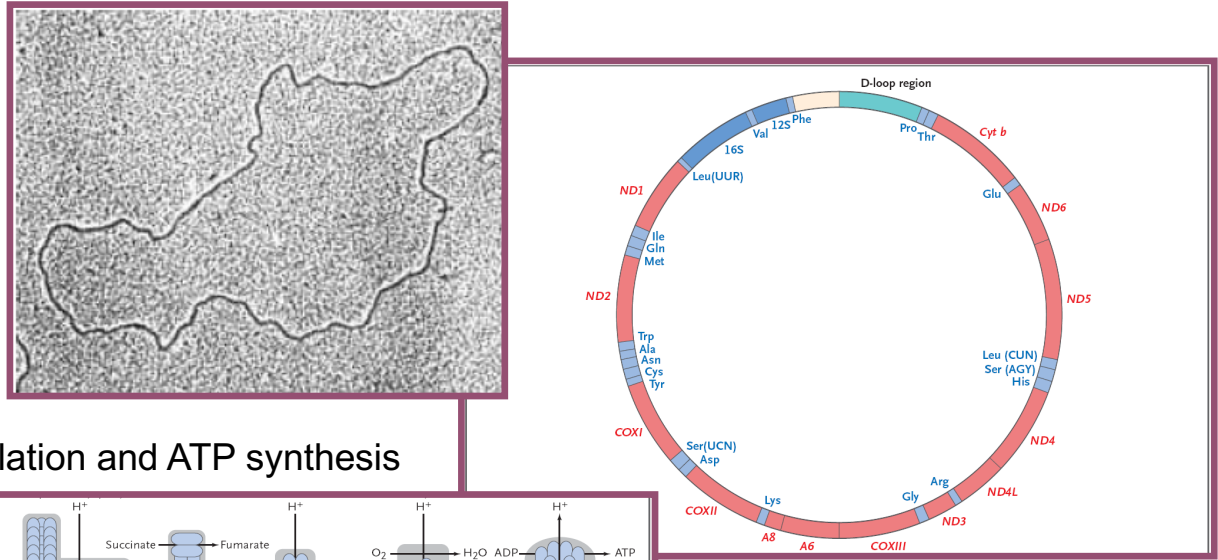 D-loop region
Phe
12S
Val
16S
Leu(UUR)
ND1
Ile
Gln
Met
ND2
Trp
Ala
Asn
Cys
Tyr
COXI
Ser(UCN)
Asp
COXII
Lys
A8
A6
COXIII
Gly
ND3
Arg
ND4L
ND4
His
Ser (AGY)
Leu (CUN)
ND5
ND6
Glu
Cyt b
Thr
Pro
lation and ATP synthesis
H⁺ H⁺ H⁺ H⁺
Succinate Fumarate
O₂ H₂O ADP ATP